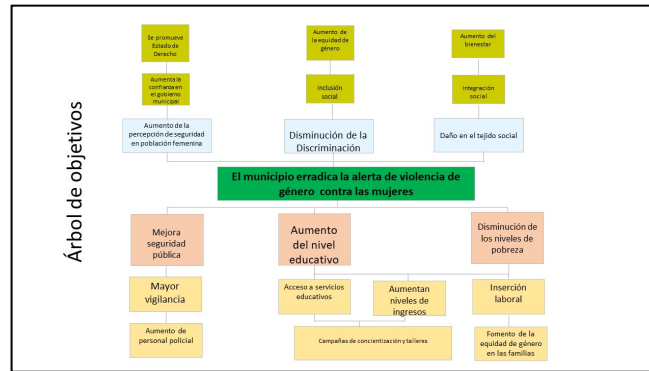 Árbol de objetivos
Se promueve
Estado de
Derecho
Aumento de
la equidad de
género
Aumento del
bienestar
Aumenta la
confianza en
el gobierno
municipal
Inclusión
social
Integración
social
Aumento de la
percepción de seguridad
en población femenina
Disminución de la
Discriminación
Daño en el tejido social
El municipio erradica la alerta de violencia de
género contra las mujeres
Mejora
seguridad
pública
Aumento
del nivel
educativo
Disminución de
los niveles de
pobreza
Mayor
vigilancia
Acceso a servicios
educativos
Aumentan
niveles de
ingresos
Inserción
laboral
Aumento de
personal policial
Campañas de concientización y talleres
Fomento de la
equidad de género
en las familias